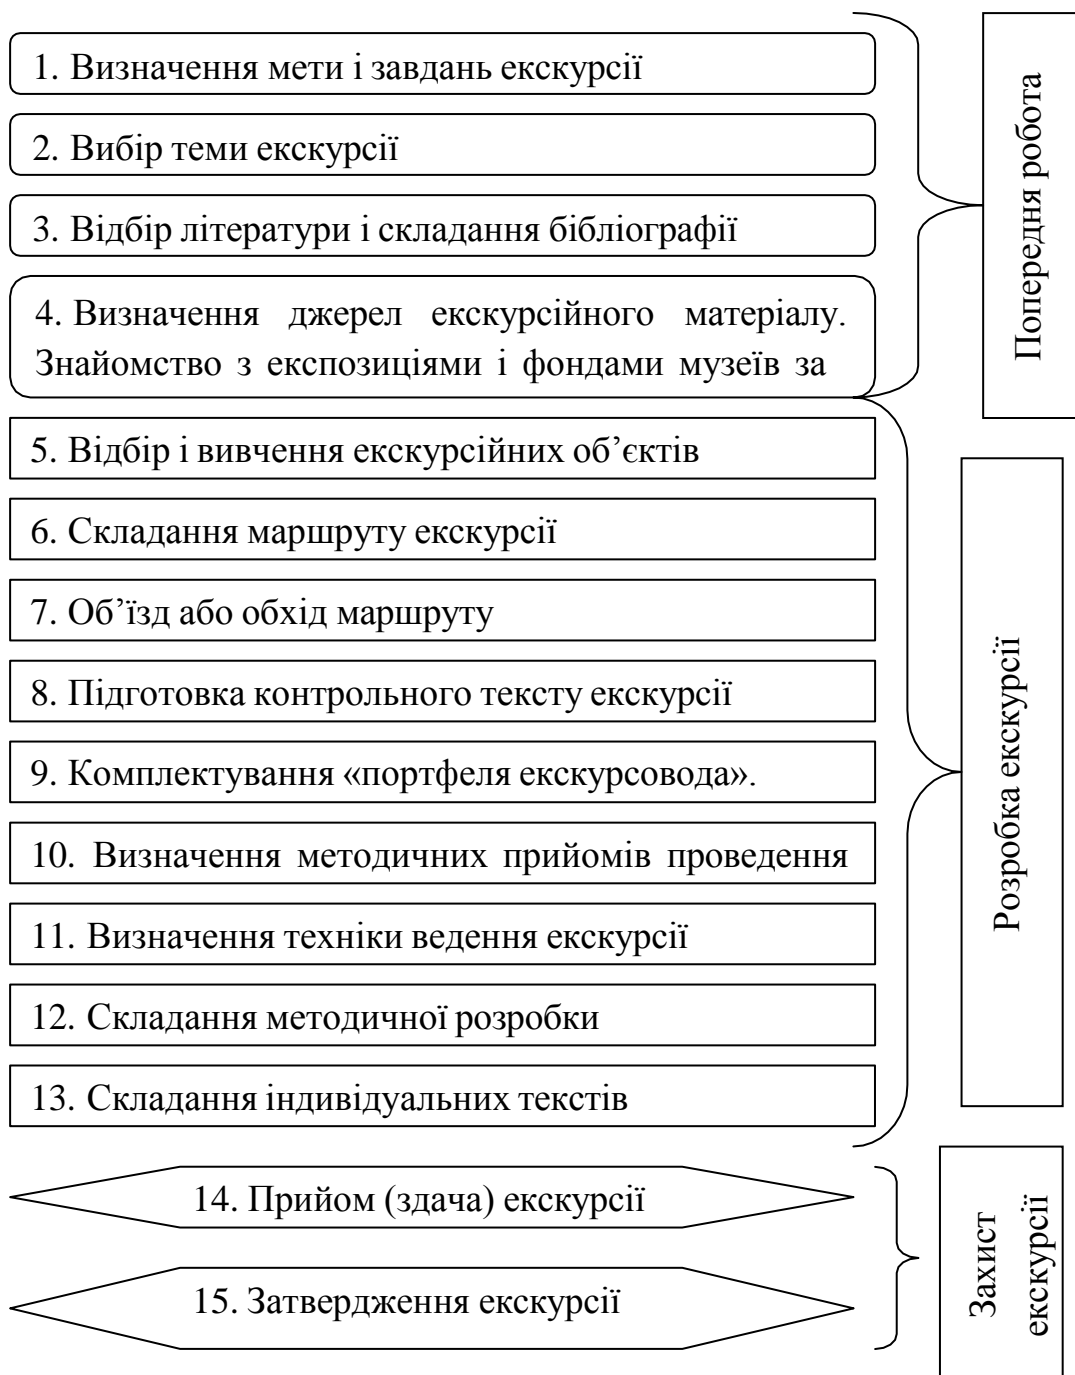 1. Визначення мети і завдань екскурсії
2. Вибір теми екскурсії
3. Відбір літератури і складання бібліографії
4. Визначення джерел екскурсійного матеріалу.
Знайомство з експозиціями і фондами музеїв за
Попередня робота
5. Відбір і вивчення екскурсійних об’єктів
6. Складання маршруту екскурсії
7. Об’їзд або обхід маршруту
8. Підготовка контрольного тексту екскурсії
9. Комплектування «портфеля екскурсовода».
10. Визначення методичних прийомів проведення
11. Визначення техніки ведення екскурсії
12. Складання методичної розробки
13. Складання індивідуальних текстів
Розробка екскурсії
14. Прийом (здача) екскурсії
15. Затвердження екскурсії
Захист
екскурсії